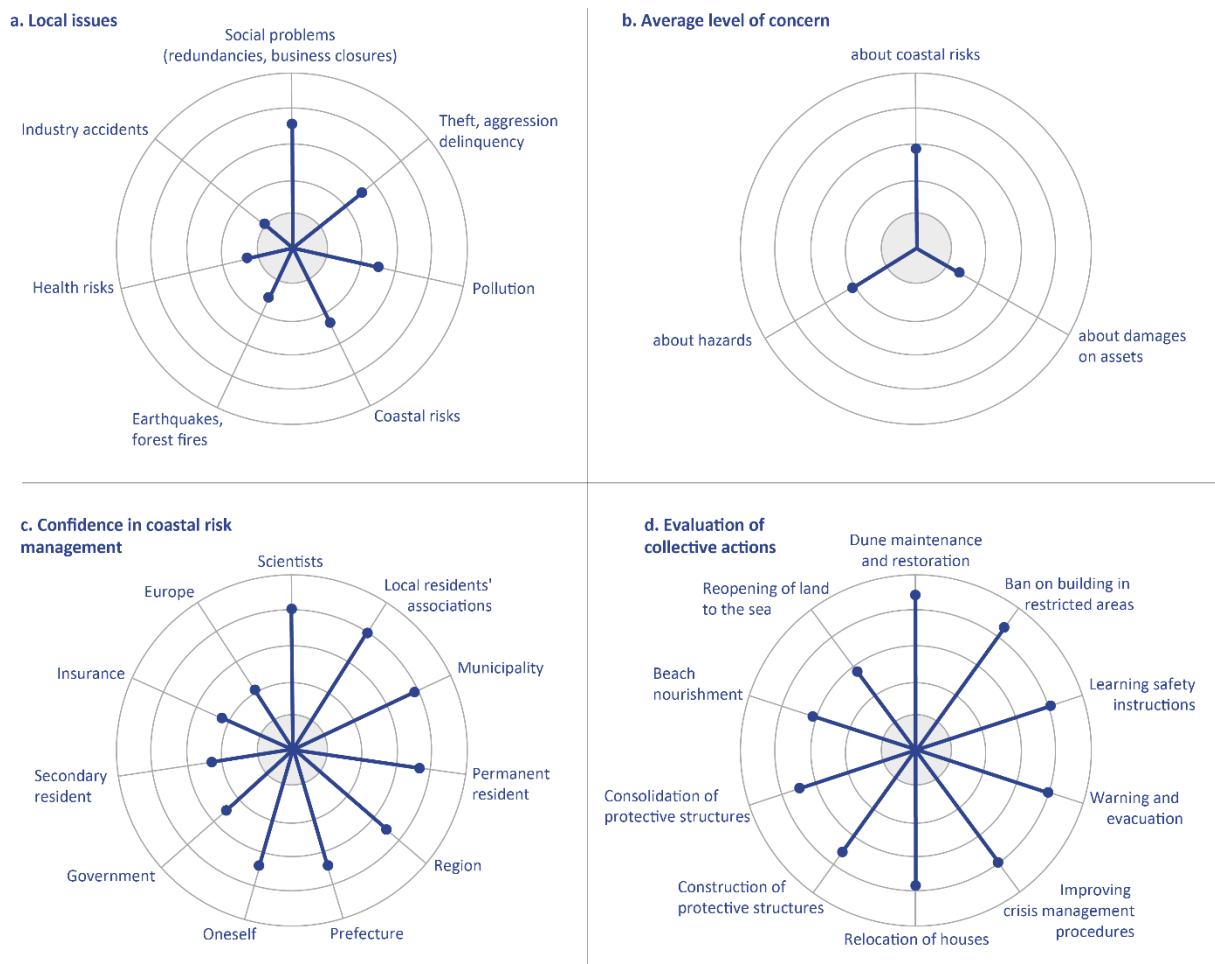 a. Local issues
Social problems
(redundancies, business closures)
Industry accidents
Theft, aggression
delinquency
Health risks
Pollution
Earthquakes,
forest fires
Coastal risks
b. Average level of concern
about coastal risks
about hazards
about damages
on assets
c. Confidence in coastal risk
management
Scientists
Europe
Local residents'
associations
Insurance
Municipality
Secondary
resident
Permanent
resident
Government
Region
Oneself
Prefecture
d. Evaluation of
collective actions
Dune maintenance
and restoration
Reopening of land
to the sea
Ban on building in
restricted areas
Beach
nourishment
Learning safety
instructions
Consolidation of
protective structures
Warning and
evacuation
Construction of
protective structures
Improving
crisis management
procedures
Relocation of houses